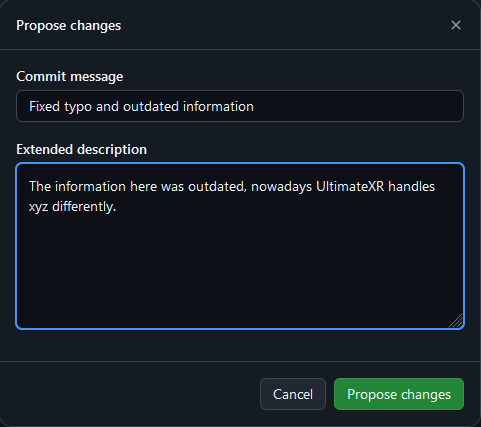 Propose changes
Commit message
Fixed typo and outdated information
Extended description
The information here was outdated, nowadays UltimateXR handles
xyz differently.
Cancel
Propose changes